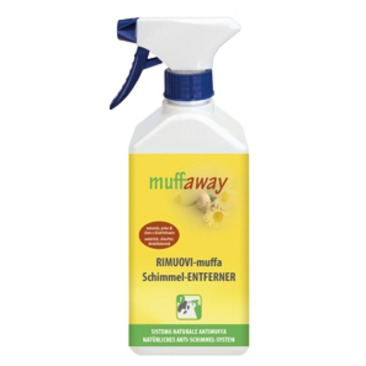 muffaway
RIMUOVI-muffa
Schimmel-ENTFERNER
SISTEMA NATURALE ANTIMUFFA
NATÜRLICHES ANTI-SCHIMMEL-SYSTEM